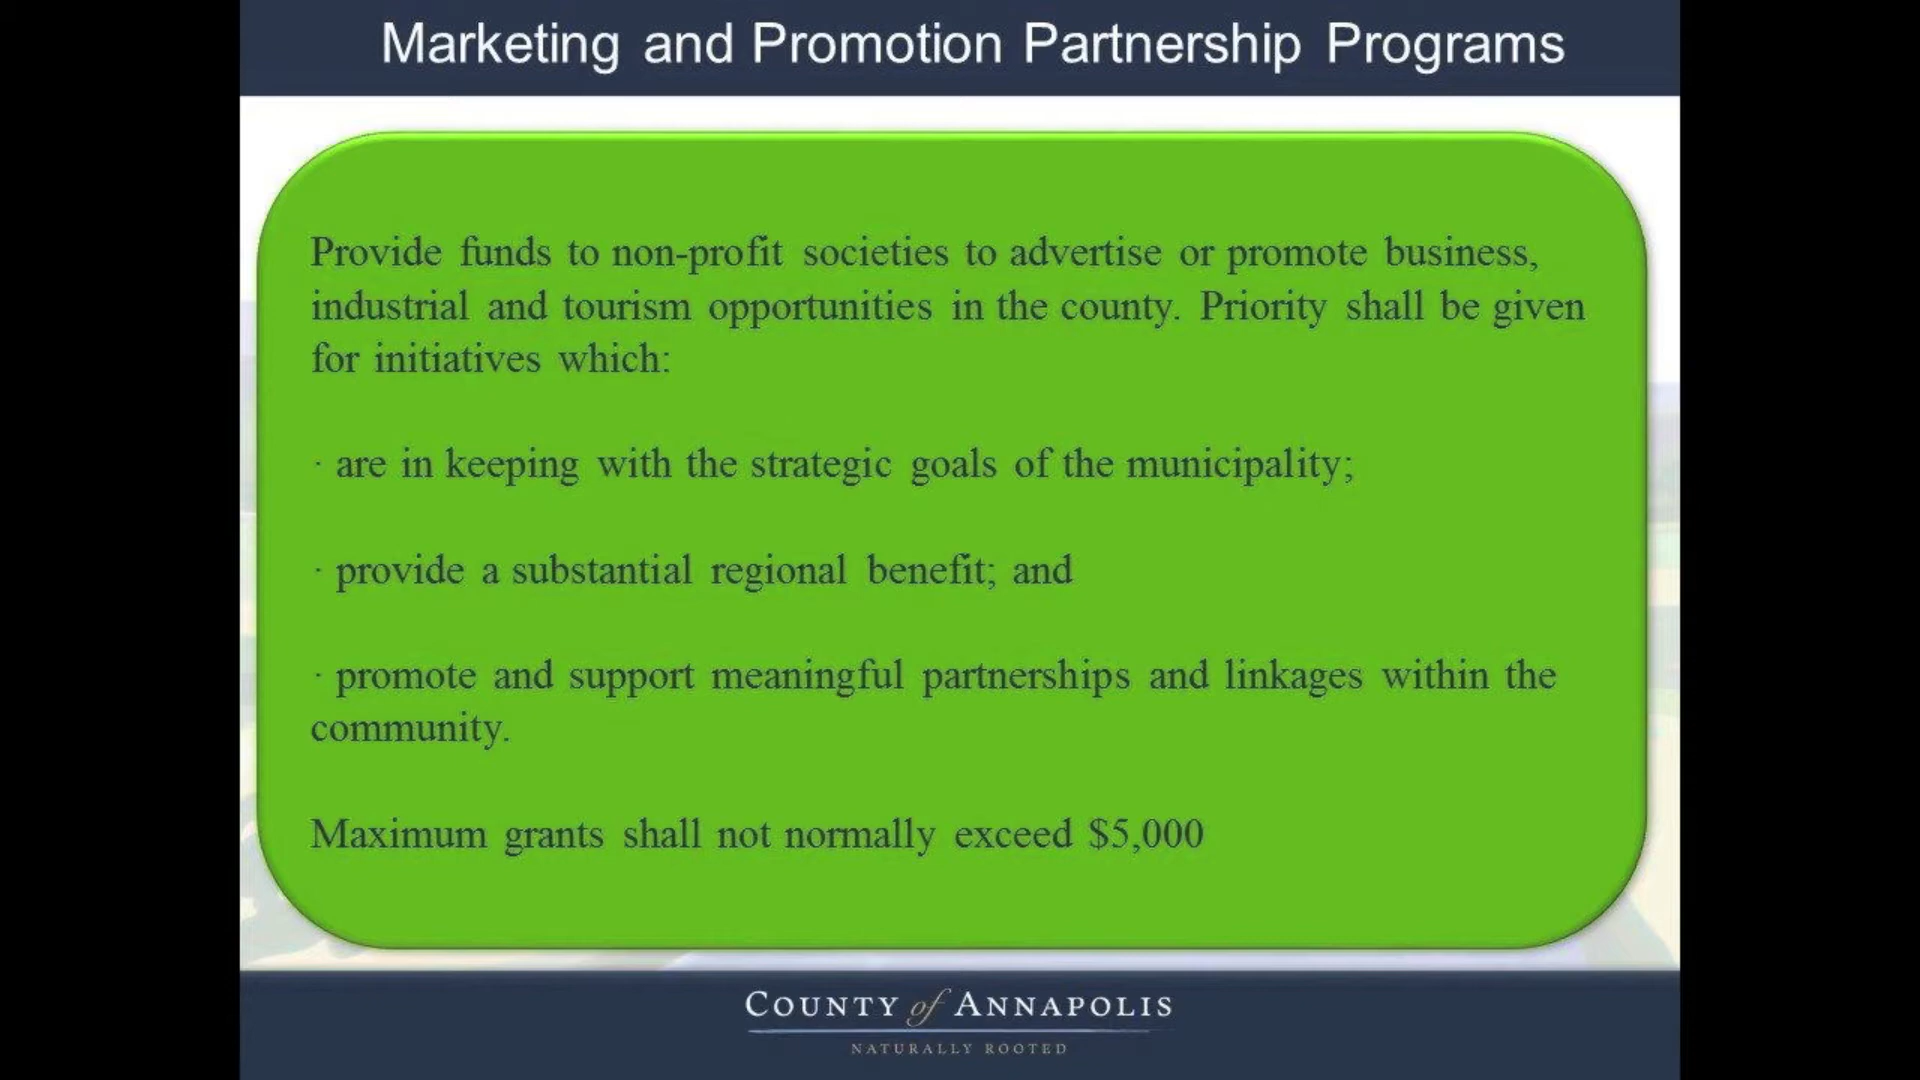 Marketing and Promotion Partnership Programs
Provide funds to non-profit societies to advertise or promote business,
industrial and tourism opportunities in the county. Priority shall be given
for initiatives which:
· are in keeping with the strategic goals of the municipality;
· provide a substantial regional benefit; and
· promote and support meaningful partnerships and linkages within the
community.
Maximum grants shall not normally exceed $5,000
COUNTY of ANNAPOLIS
NATURALLY ROOTED